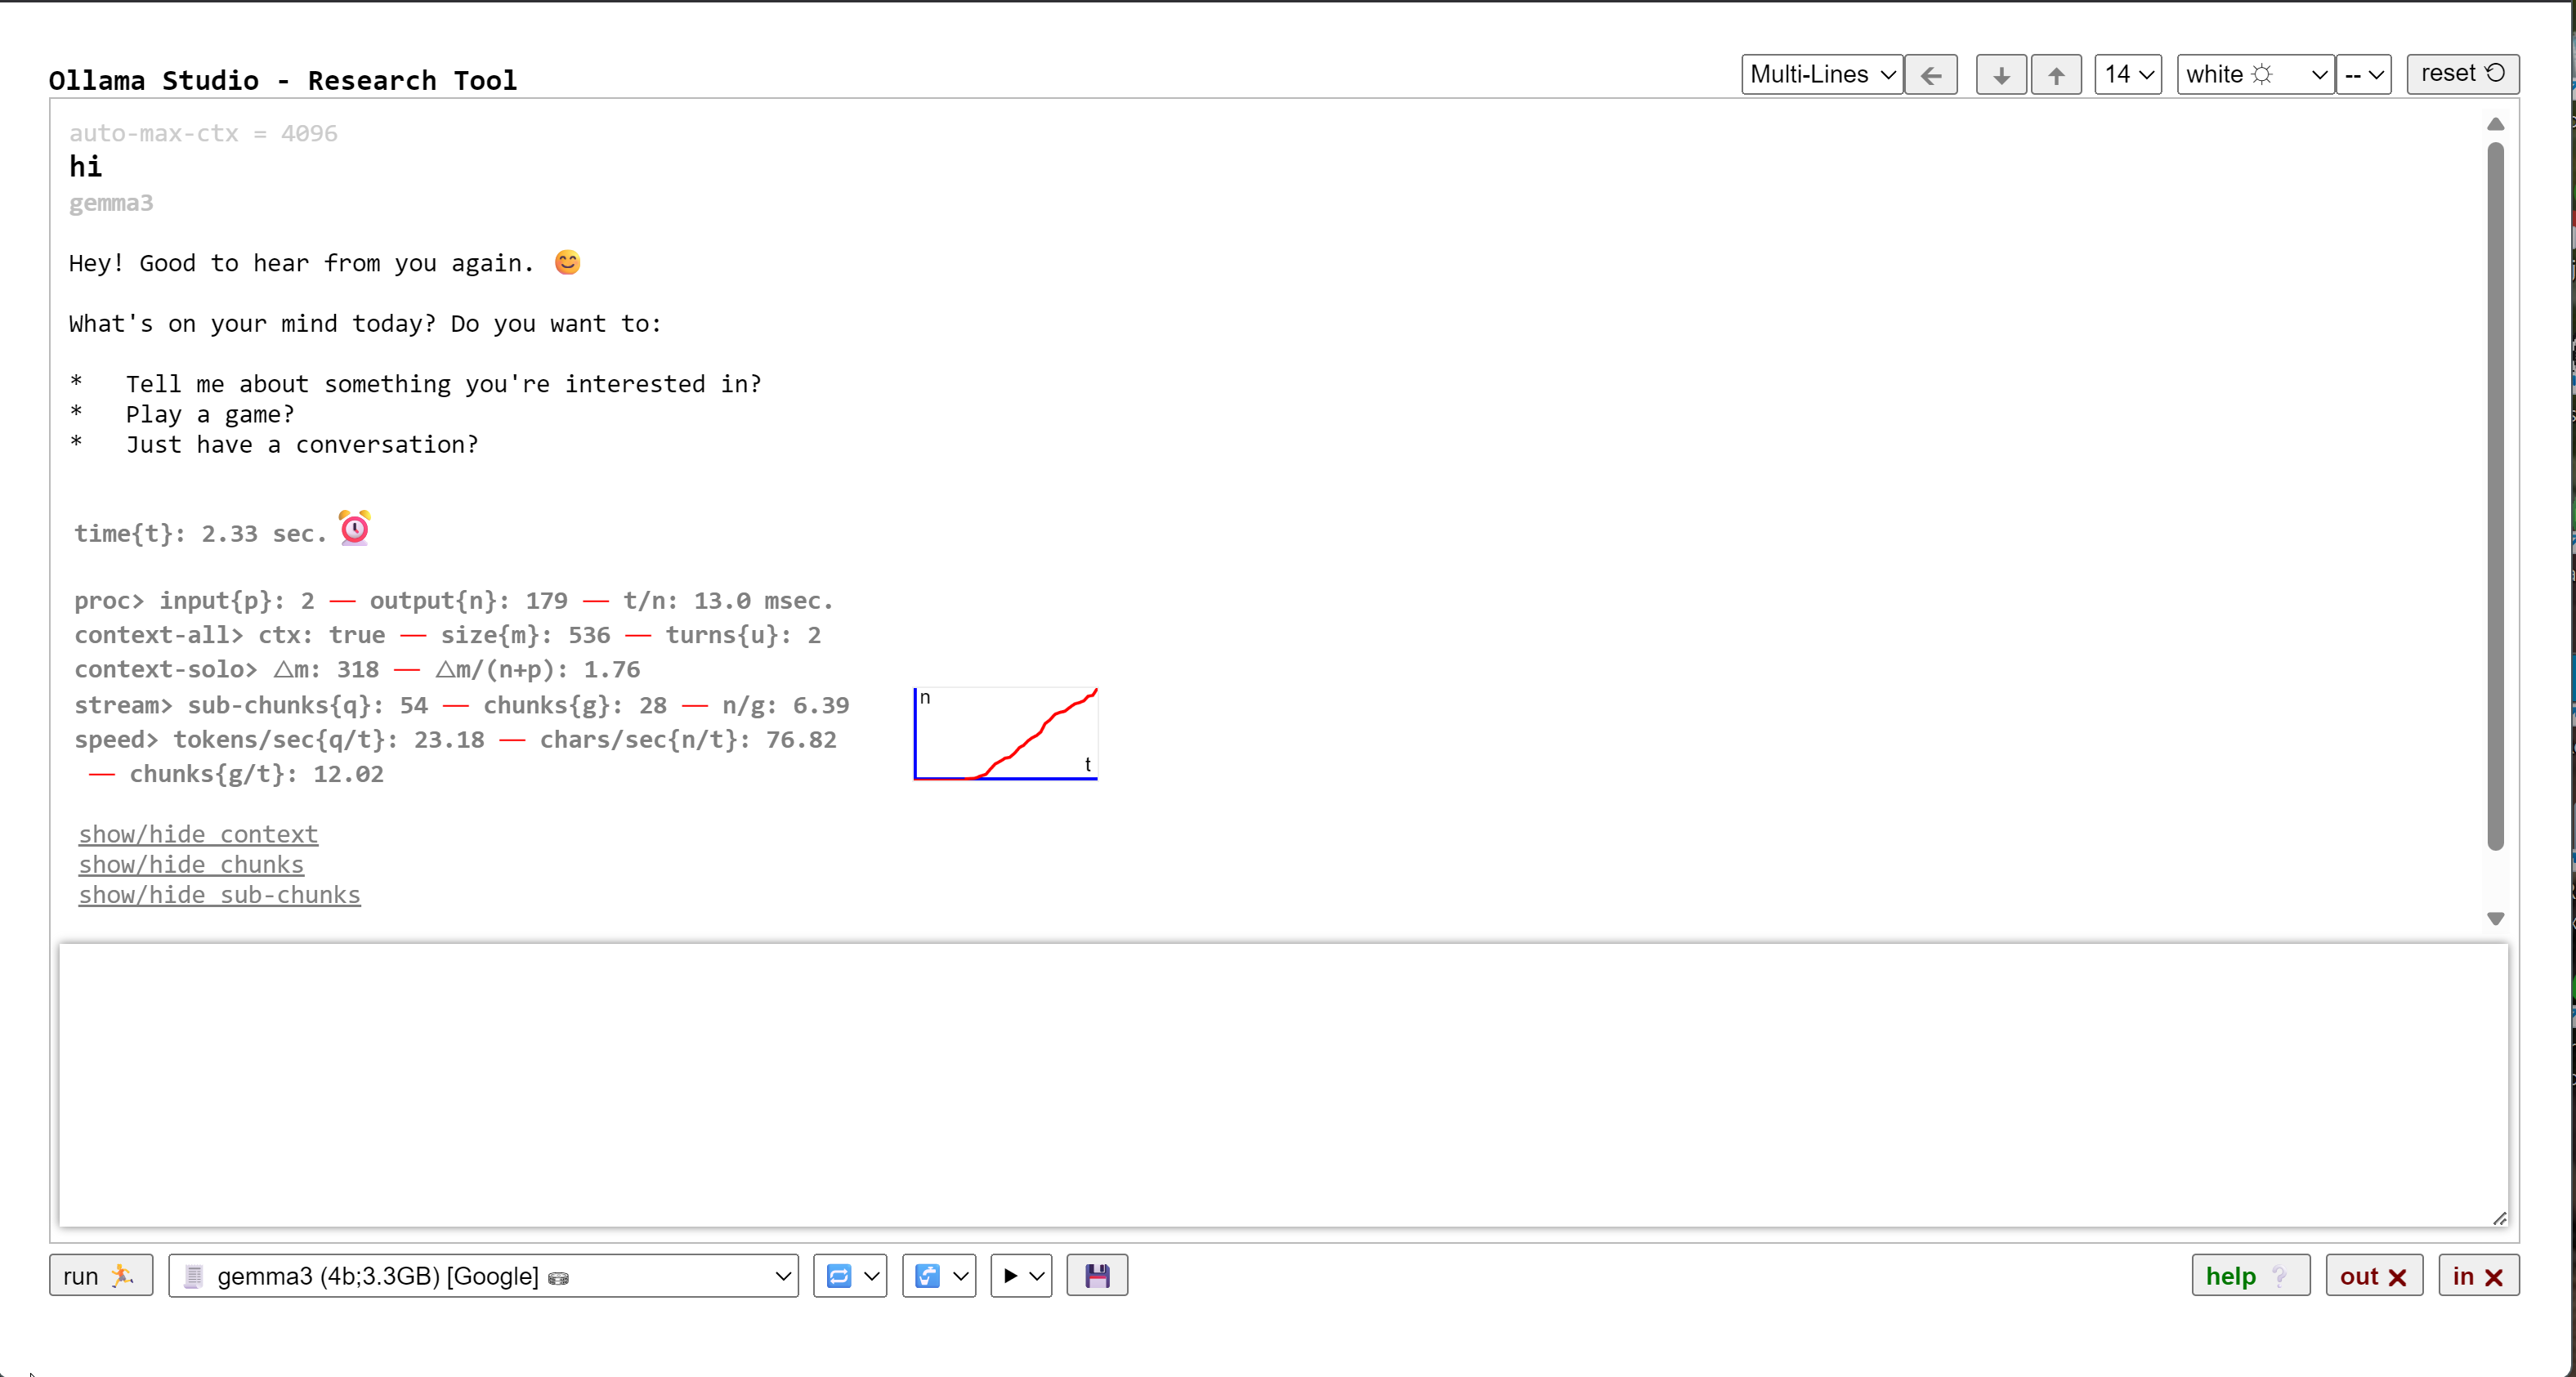 Ollama Studio - Research Tool
Multi-Lines
14
white
--
reset
auto-max-ctx = 4096
hi
gemma3
Hey! Good to hear from you again. 😊
What's on your mind today? Do you want to:
* Tell me about something you're interested in?
* Play a game?
* Just have a conversation?
time{t}: 2.33 sec.
proc> input{p}: 2 — output{n}: 179 — t/n: 13.0 msec.
context-all> ctx: true — size{m}: 536 — turns{u}: 2
context-solo> △m: 318 — △m/(n+p): 1.76
stream> sub-chunks{q}: 54 — chunks{g}: 28 — n/g: 6.39
speed> tokens/sec{q/t}: 23.18 — chars/sec{n/t}: 76.82
— chunks{g/t}: 12.02
n
t
show/hide context
show/hide chunks
show/hide sub-chunks
run
gemma3 (4b;3.3GB) [Google]
help ?
out ×
in ×